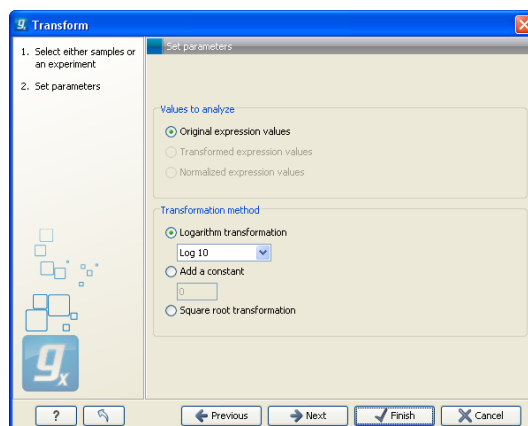 Transform
1. Select either samples or
an experiment
2. Set parameters
Set parameters
Values to analyze
Original expression values
Transformed expression values
Normalized expression values
Transformation method
Logarithm transformation
Log 10
Add a constant
0
Square root transformation
gx
?
Previous
Next
Finish
Cancel